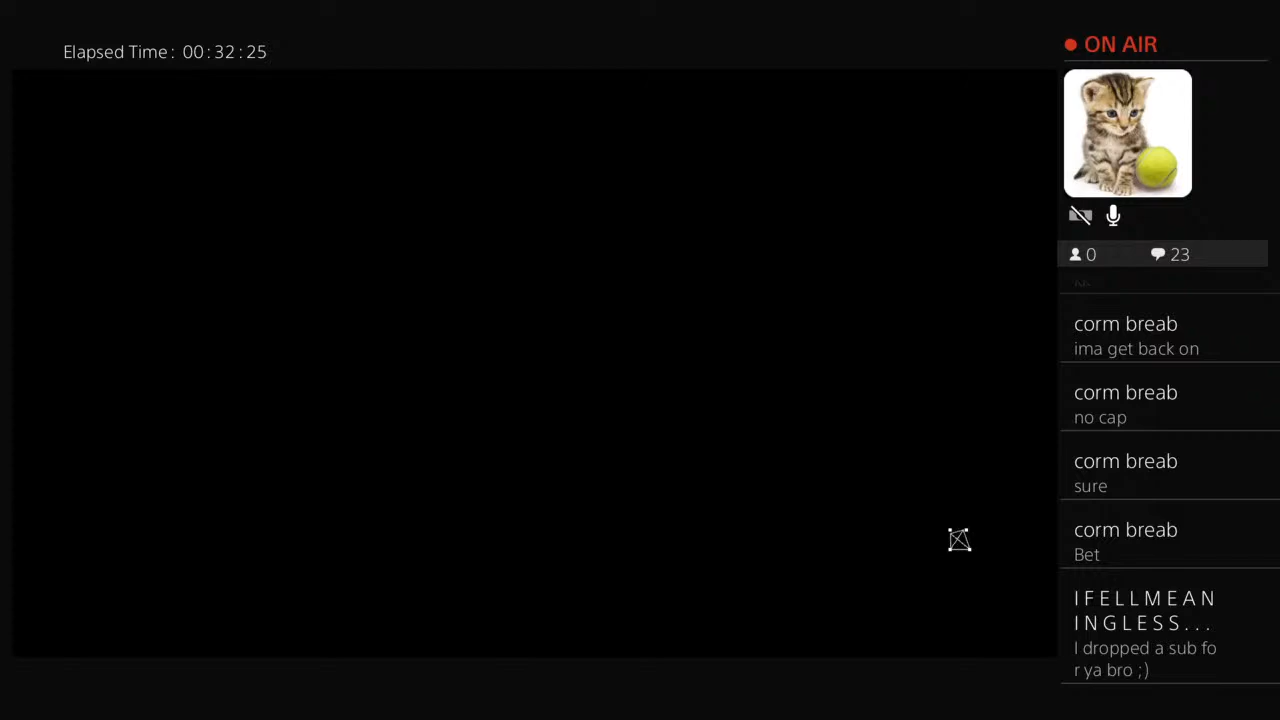 Elapsed Time: 00:32:25
ON AIR
0 23
corm breab
ima get back on
corm breab
no cap
corm breab
sure
corm breab
Bet
I F E L L M E A N
I N G L E S S . . .
I dropped a sub fo
r ya bro ;)